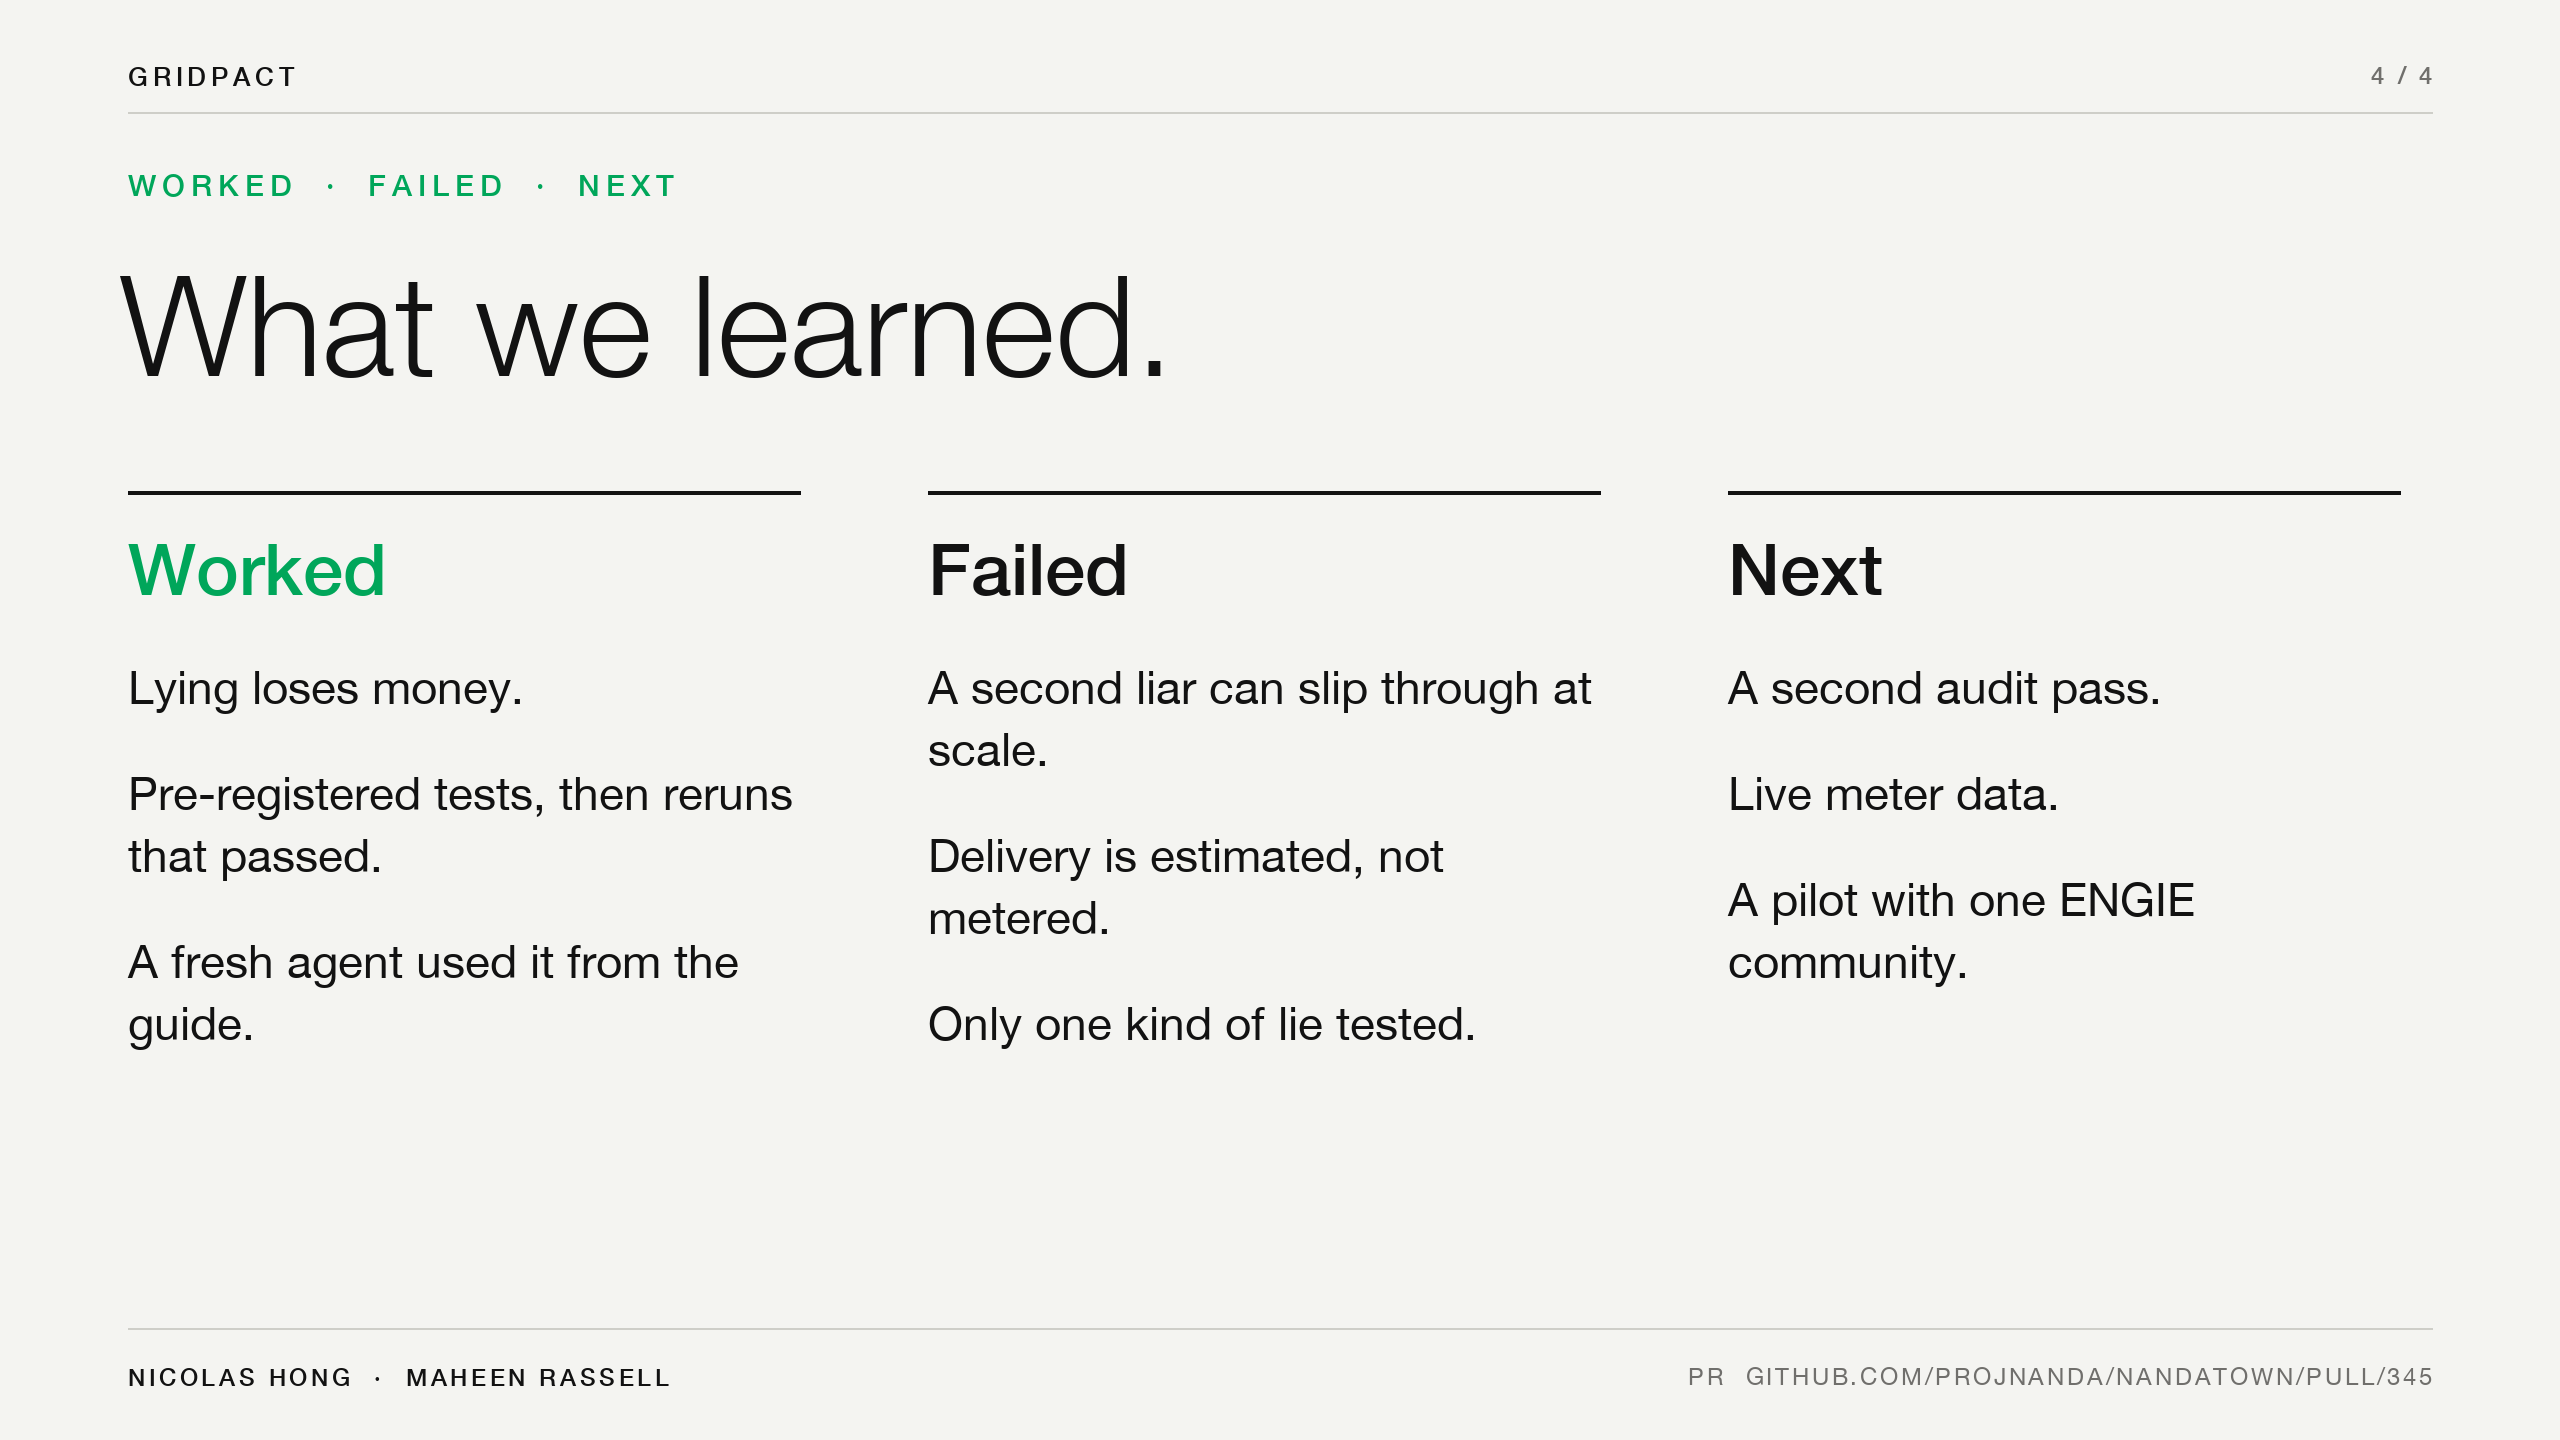 GRIDPACT
4 / 4
WORKED · FAILED · NEXT
What we learned.
Worked
Lying loses money.
Pre-registered tests, then reruns
that passed.
A fresh agent used it from the
guide.
Failed
A second liar can slip through at
scale.
Delivery is estimated, not
metered.
Only one kind of lie tested.
Next
A second audit pass.
Live meter data.
A pilot with one ENGIE
community.
NICOLAS HONG · MAHEEN RASSELL
PR GITHUB.COM/PROJNANDA/NANDATOWN/PULL/345